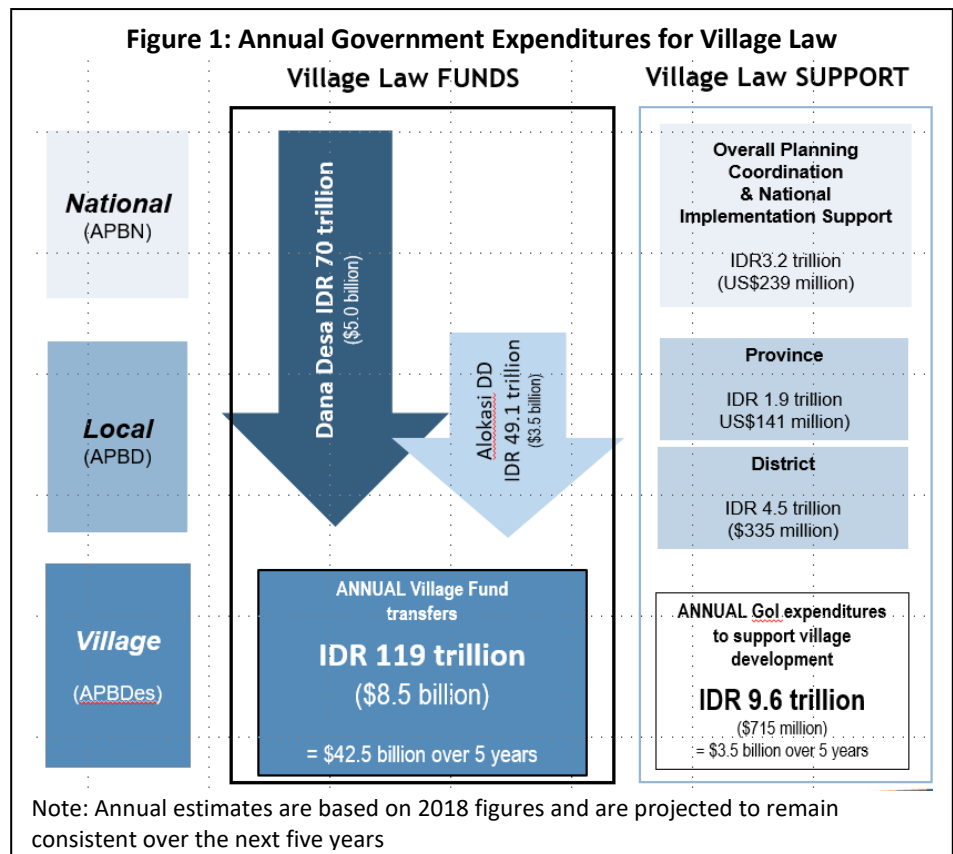 Figure 1: Annual Government Expenditures for Village Law
Village Law FUNDS
Village Law SUPPORT
National
(APBN)
Local
(APBD)
Village
(APBDes)
Dana Desa IDR 70 trillion
($5.0 billion)
Alokasi DD
IDR 49.1 trillion
($3.5 billion)
ANNUAL Village Fund
transfers
IDR 119 trillion
($8.5 billion)
= $42.5 billion over 5 years
Overall Planning
Coordination
& National
Implementation Support
IDR3.2 trillion
(US$239 million)
Province
IDR 1.9 trillion
US$141 million)
District
IDR 4.5 trillion
($335 million)
ANNUAL GoI expenditures
to support village
development
IDR 9.6 trillion
($715 million)
= $3.5 billion over 5 years
Note: Annual estimates are based on 2018 figures and are projected to remain
consistent over the next five years